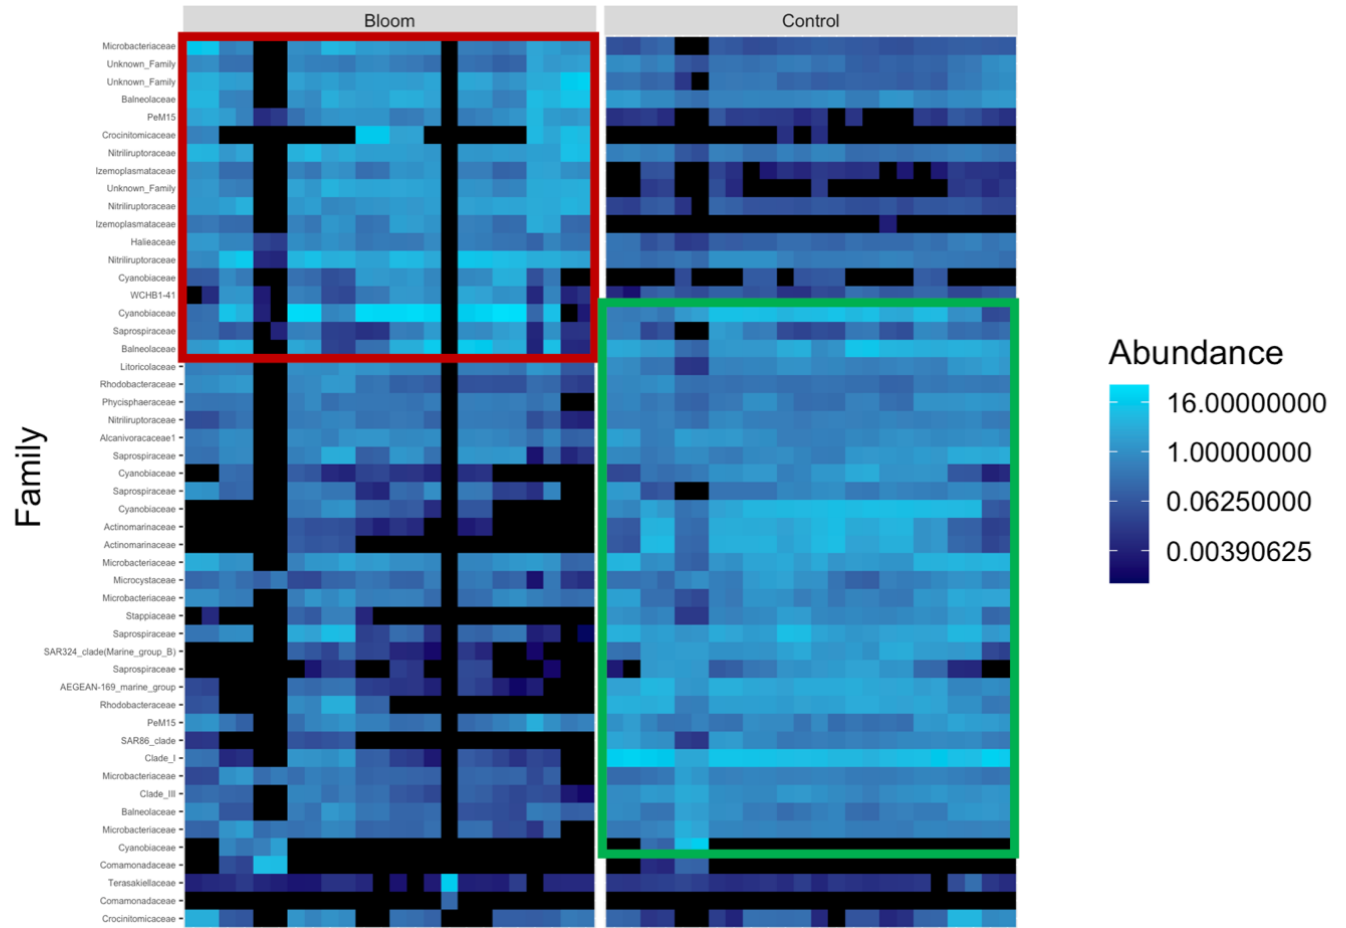 Bloom
Control
Microbacteriaceae
Unknown_Family
Unknown_Family
Balneolaceae
PeM15
Crocinitomicaceae
Nitriliruptoraceae
Izemoplasmataceae
Unknown_Family
Nitriliruptoraceae
Izemoplasmataceae
Halieaceae
Nitriliruptoraceae
Cyanobiaceae
WCHB1-41
Cyanobiaceae
Saprospiraceae
Balneolaceae
Litoricolaceae
Rhodobacteraceae
Phycisphaeraceae
Nitriliruptoraceae
Alcanivoracaceae1
Saprospiraceae
Cyanobiaceae
Saprospiraceae
Cyanobiaceae
Actinomarinaceae
Actinomarinaceae
Microbacteriaceae
Microcystaceae
Microbacteriaceae
Stappiaceae
Saprospiraceae
SAR324_clade(Marine_group_B)
Saprospiraceae
AEGEAN-169_marine_group
Rhodobacteraceae
PeM15
SAR86_clade
Clade_I
Microbacteriaceae
Clade_III
Balneolaceae
Microbacteriaceae
Cyanobiaceae
Comamonadaceae
Terasakiellaceae
Comamonadaceae
Crocinitomicaceae
Family
Abundance
16.00000000
1.00000000
0.06250000
0.00390625